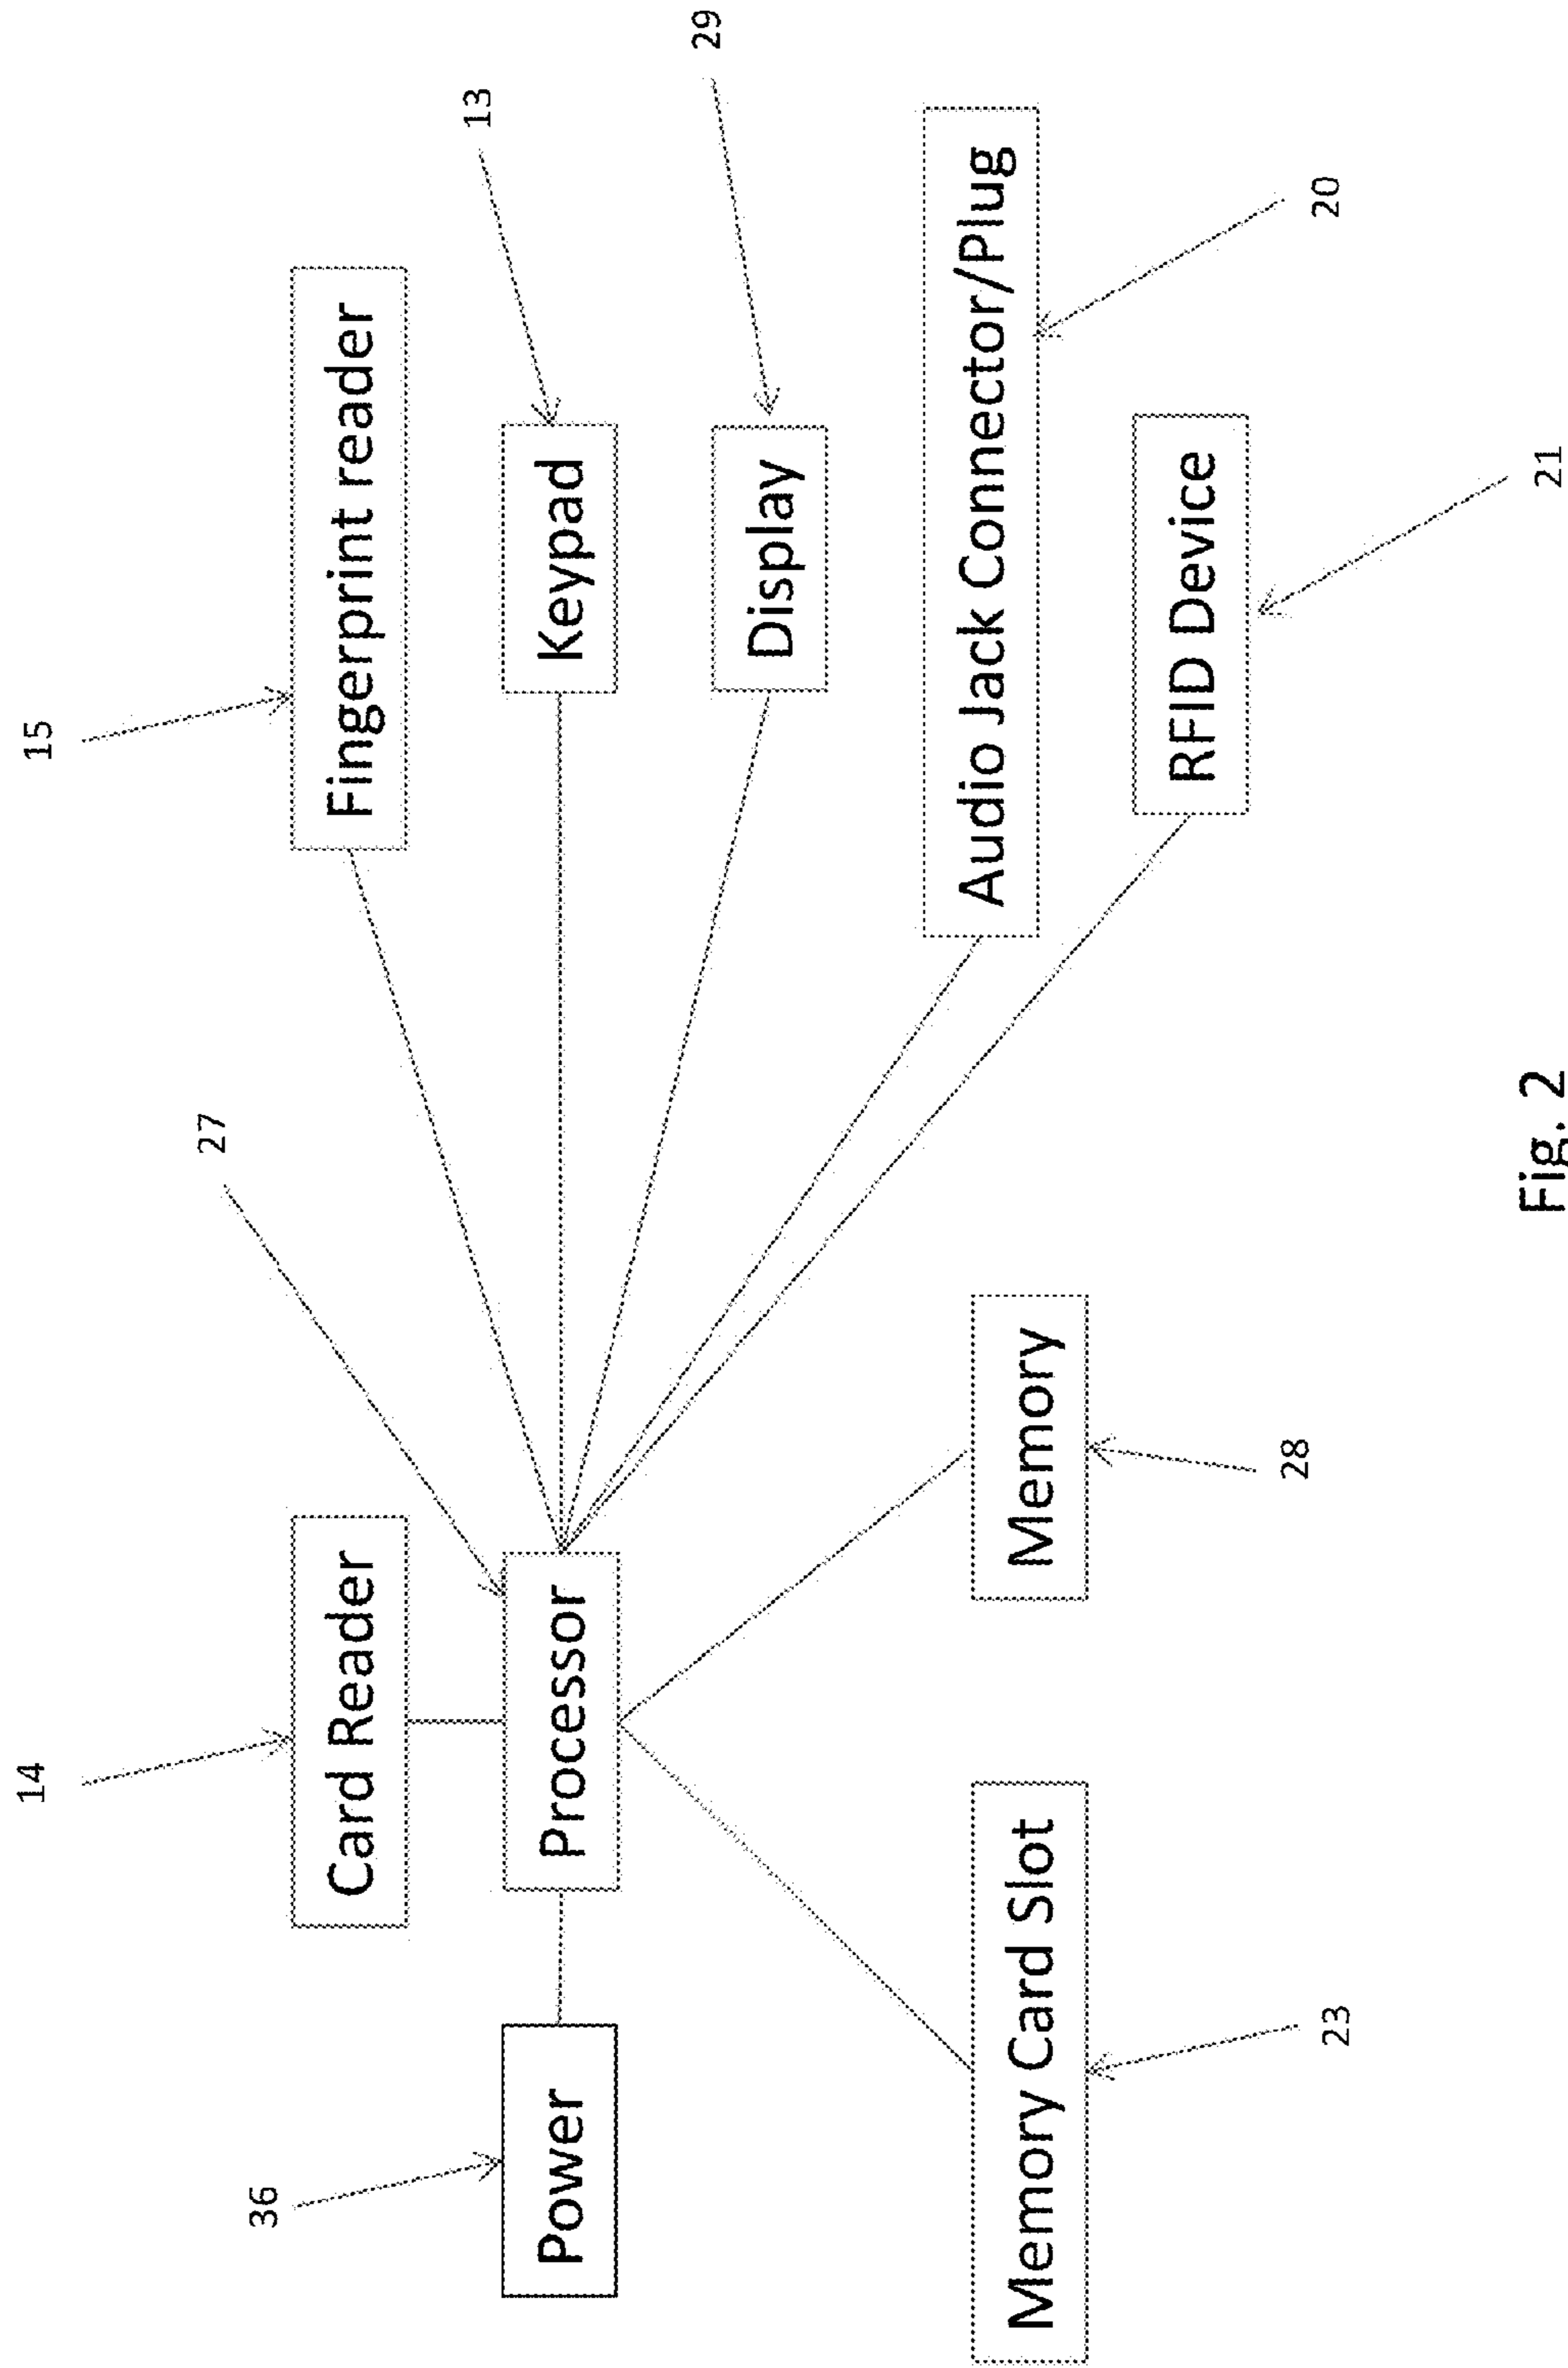 14
15
27
13
29
36
Card Reader
Fingerprint reader
Power
Processor
Keypad
Display
Audio Jack Connector/Plug
Memory Card Slot
Memory
RFID Device
23
28
20
21
Fig. 2